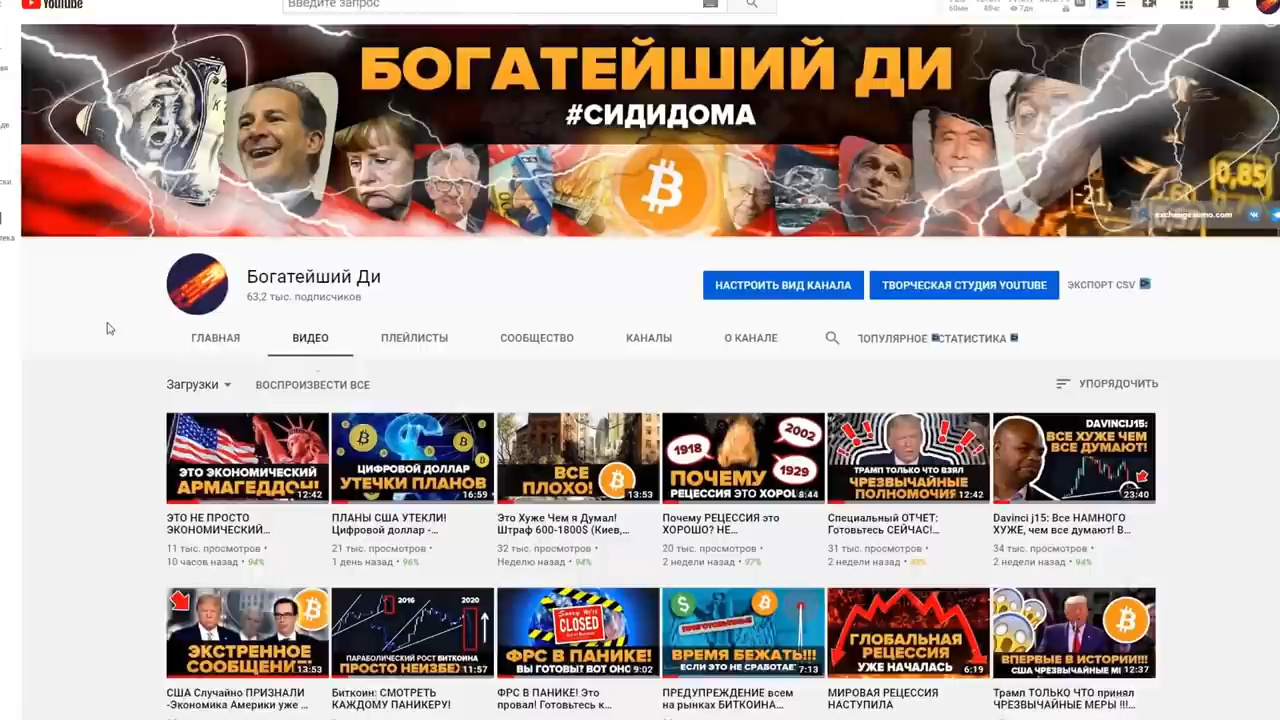 YouTube
Введите запрос
БОГАТЕЙШИЙ ДИ
#СИДИДОМА
0,85
-21,
exchangesumo.com
Богатейший Ди
63,2 тыс. подписчиков
НАСТРОИТЬ ВИД КАНАЛА
ТВОРЧЕСКАЯ СТУДИЯ YOUTUBE
ЭКСПОРТ CSV
ГЛАВНАЯ
ВИДЕО
ПЛЕЙЛИСТЫ
СООБЩЕСТВО
КАНАЛЫ
О КАНАЛЕ
ПОПУЛЯРНОЕ
СТАТИСТИКА
Загрузки
ВОСПРОИЗВЕСТИ ВСЕ
УПОРЯДОЧИТЬ
ЭТО ЭКОНОМИЧЕСКИЙ
АРМАГЕДДОН!
12:42
ЭТО НЕ ПРОСТО
ЭКОНОМИЧЕСКИЙ...
11 тыс. просмотров •
10 часов назад • 94%
ЦИФРОВОЙ ДОЛЛАР
УТЕЧКИ ПЛАНОВ
16:59
ПЛАНЫ США УТЕКЛИ!
Цифровой доллар -...
21 тыс. просмотров •
1 день назад • 96%
ВСЕ
ПЛОХО!
13:53
Это Хуже Чем я Думал!
Штраф 600-1800$ (Киев,...
32 тыс. просмотров •
Неделю назад • 94%
1918
2002
1929
ПОЧЕМУ
РЕЦЕССИЯ ЭТО ХОРОШ
8:44
Почему РЕЦЕССИЯ это
ХОРОШО? НЕ...
20 тыс. просмотров •
2 недели назад • 97%
ТРАМП ТОЛЬКО ЧТО ВЗЯЛ
ЧРЕЗВЫЧАЙНЫЕ
ПОЛНОМОЧИЯ
12:42
Специальный ОТЧЕТ:
Готовьтесь СЕЙЧАС!...
31 тыс. просмотров •
2 недели назад •
DAVINCIJ15:
ВСЕ ХУЖЕ ЧЕМ
ВСЕ ДУМАЮТ!
23:40
Davinci j15: Все НАМНОГО
ХУЖЕ, чем все думают! В...
34 тыс. просмотров •
2 недели назад • 94%
ЭКСТРЕННОЕ
СООБЩЕНИ
13:53
США Случайно ПРИЗНАЛИ
-Экономика Америки уже ...
2016
2020
ПАРАБОЛИЧЕСКИЙ РОСТ БИТКОИНА
ПРОСТО НЕИЗБЕ
11:57
Биткоин: СМОТРЕТЬ
КАЖДОМУ ПАНИКЕРУ!
Sorry We're
CLOSED
ФРС В ПАНИКЕ!
ВЫ ГОТОВЫ? ВОТ ОНО
9:02
ФРС В ПАНИКЕ! Это
провал! Готовьтесь к...
ВРЕМЯ БЕЖАТЬ!!!
ЕСЛИ ЭТО НЕ СРАБОТАЕ
7:13
ПРЕДУПРЕЖДЕНИЕ всем
на рынках БИТКОИНА...
ГЛОБАЛЬНАЯ
РЕЦЕССИЯ
УЖЕ НАЧАЛАСЬ
6:19
МИРОВАЯ РЕЦЕССИЯ
НАСТУПИЛА
ВПЕРВЫЕ В ИСТОРИИ!!!
США ЧРЕЗВЫЧАЙНЫЕ МЕ
12:37
Трамп ТОЛЬКО ЧТО принял
ЧРЕЗВЫЧАЙНЫЕ МЕРЫ !!!...